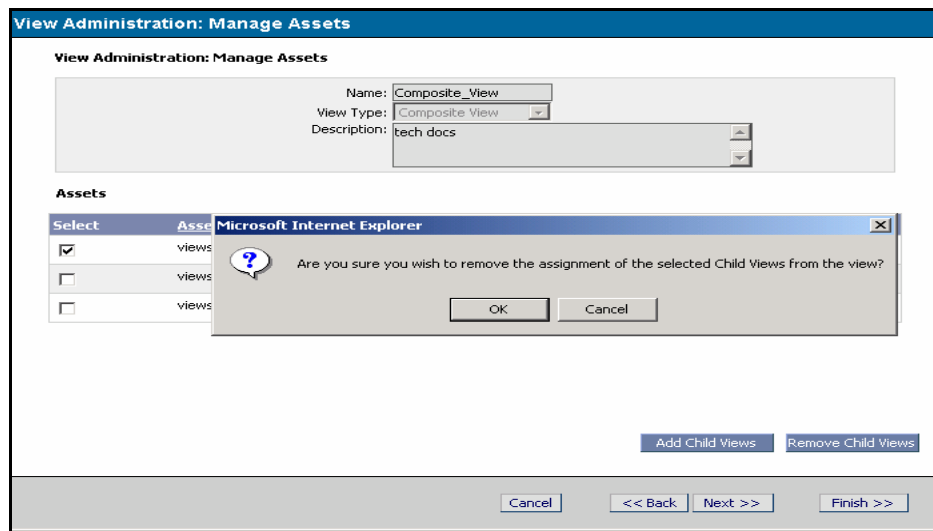 View Administration: Manage Assets
View Administration: Manage Assets
Name: Composite_View
View Type: Composite View
Description: tech docs
Assets
Select Asse
Microsoft Internet Explorer
views
? Are you sure you wish to remove the assignment of the selected Child Views from the view?
views
OK Cancel
views
Add Child Views Remove Child Views
Cancel << Back Next >> Finish >>